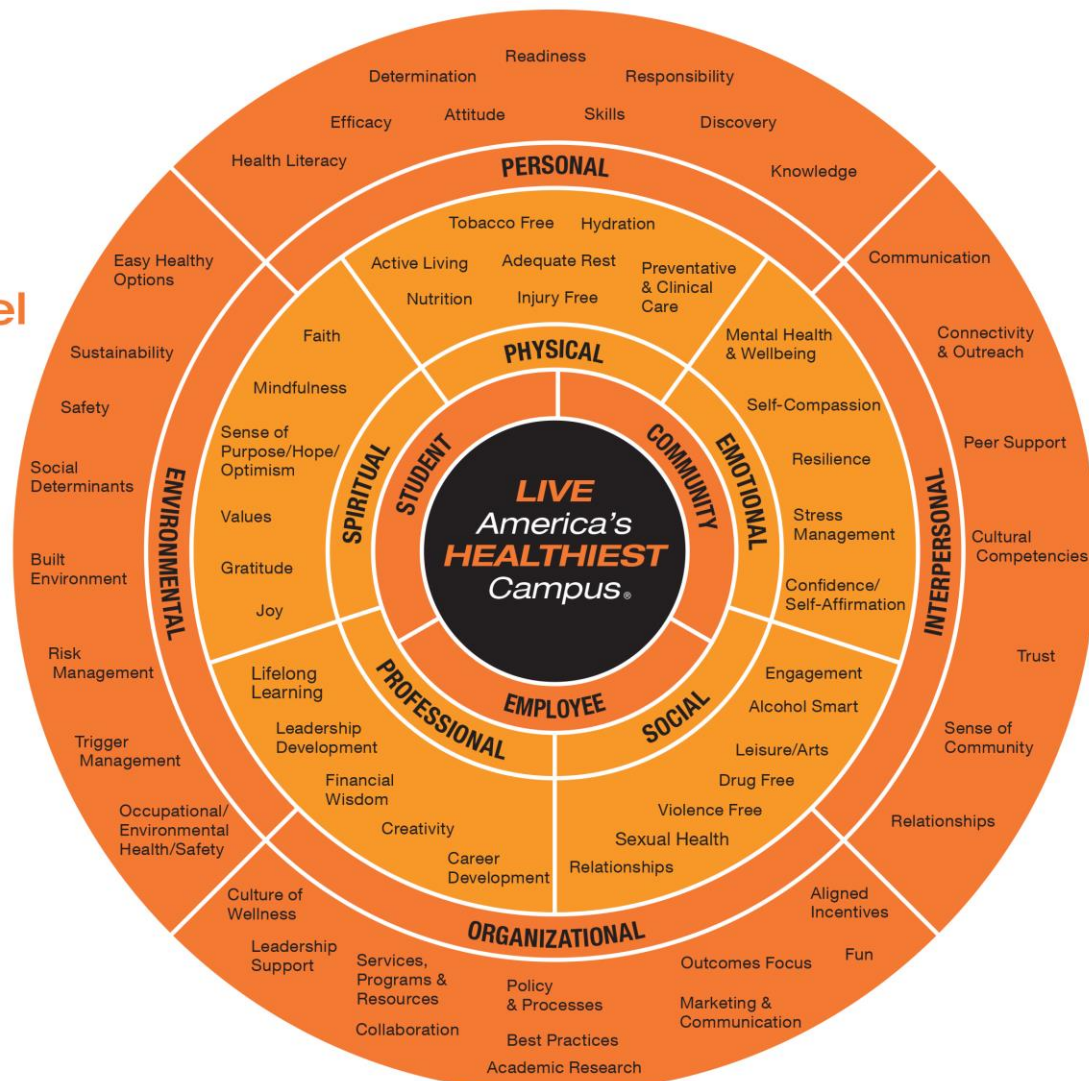 Readiness
Determination
Responsibility
Efficacy
Attitude
Skills
Discovery
Health Literacy
Knowledge
PERSONAL
Communication
Connectivity
& Outreach
Peer Support
Cultural
Competencies
Trust
Sense of
Community
Relationships
INTERPERSONAL
Aligned
Incentives
Fun
Outcomes Focus
Marketing &
Communication
Policy
& Processes
Best Practices
Academic Research
Services,
Programs &
Resources
Collaboration
Leadership
Support
Culture of
Wellness
ORGANIZATIONAL
Easy Healthy
Options
Sustainability
Safety
Social
Determinants
Built
Environment
Risk
Management
Trigger
Management
Occupational/
Environmental
Health/Safety
ENVIRONMENTAL
el
Tobacco Free
Hydration
Active Living
Adequate Rest
Preventative
& Clinical
Care
Nutrition
Injury Free
PHYSICAL
Mental Health
& Wellbeing
Self-Compassion
Resilience
Stress
Management
Confidence/
Self-Affirmation
EMOTIONAL
Engagement
Alcohol Smart
Leisure/Arts
Drug Free
Violence Free
Sexual Health
Relationships
SOCIAL
Lifelong
Learning
Leadership
Development
Financial
Wisdom
Creativity
Career
Development
PROFESSIONAL
Faith
Mindfulness
Sense of
Purpose/Hope/
Optimism
Values
Gratitude
Joy
SPIRITUAL
STUDENT
COMMUNITY
EMPLOYEE
LIVE
America's
HEALTHIEST
Campus®